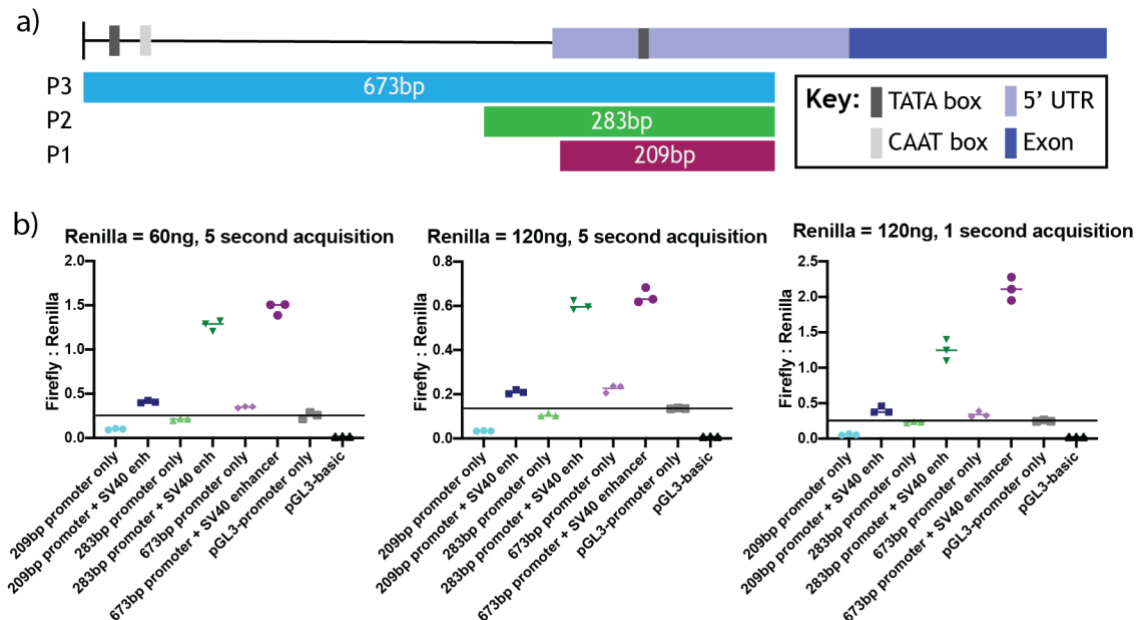 a)
P3 673bp
P2 283bp
P1 209bp
Key: TATA box 5' UTR
CAAT box Exon
b)
Renilla = 60ng, 5 second acquisition
Firefly : Renilla
2.0
1.5
1.0
0.5
0.0
209bp promoter only
209bp promoter + SV40 enh
283bp promoter only
283bp promoter + SV40 enh
673bp promoter only
673bp promoter + SV40 enhancer
pGL3-promoter only
pGL3-basic
Renilla = 120ng, 5 second acquisition
Firefly : Renilla
0.8
0.6
0.4
0.2
0.0
209bp promoter only
209bp promoter + SV40 enh
283bp promoter only
283bp promoter + SV40 enh
673bp promoter only
673bp promoter + SV40 enhancer
pGL3-promoter only
pGL3-basic
Renilla = 120ng, 1 second acquisition
Firefly : Renilla
2.5
2.0
1.5
1.0
0.5
0.0
209bp promoter only
209bp promoter + SV40 enh
283bp promoter only
283bp promoter + SV40 enh
673bp promoter only
673bp promoter + SV40 enhancer
pGL3-promoter only
pGL3-basic